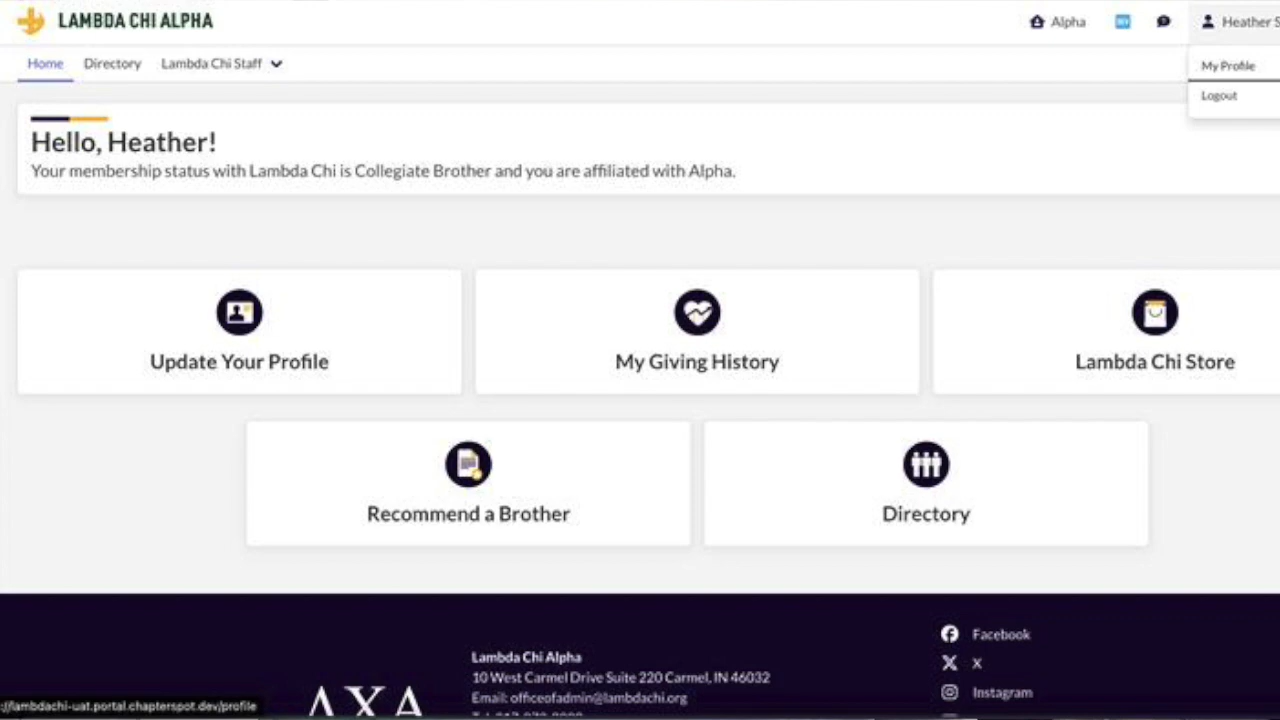 LAMBDA CHI ALPHA
Alpha
Heather S
Home
Directory
Lambda Chi Staff
My Profile
Logout
Hello, Heather!
Your membership status with Lambda Chi is Collegiate Brother and you are affiliated with Alpha.
Update Your Profile
My Giving History
Lambda Chi Store
Recommend a Brother
Directory
Lambda Chi Alpha
10 West Carmel Drive Suite 220 Carmel, IN 46032
Email: officeofadmin@lambdachi.org
ΛΧΑ
Facebook
X
Instagram
://lambdachi-uat.portal.chapterspot.dev/profile